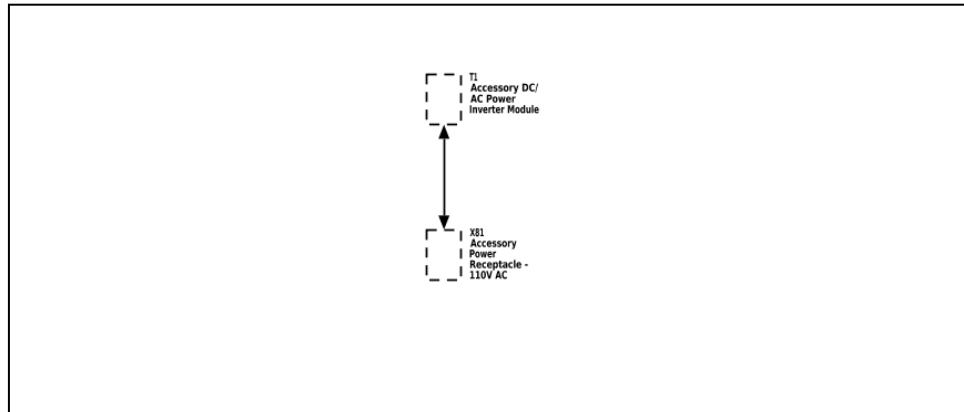 T1
Accessory DC/
AC Power
Inverter Module
X81
Accessory
Power
Receptacle -
110V AC